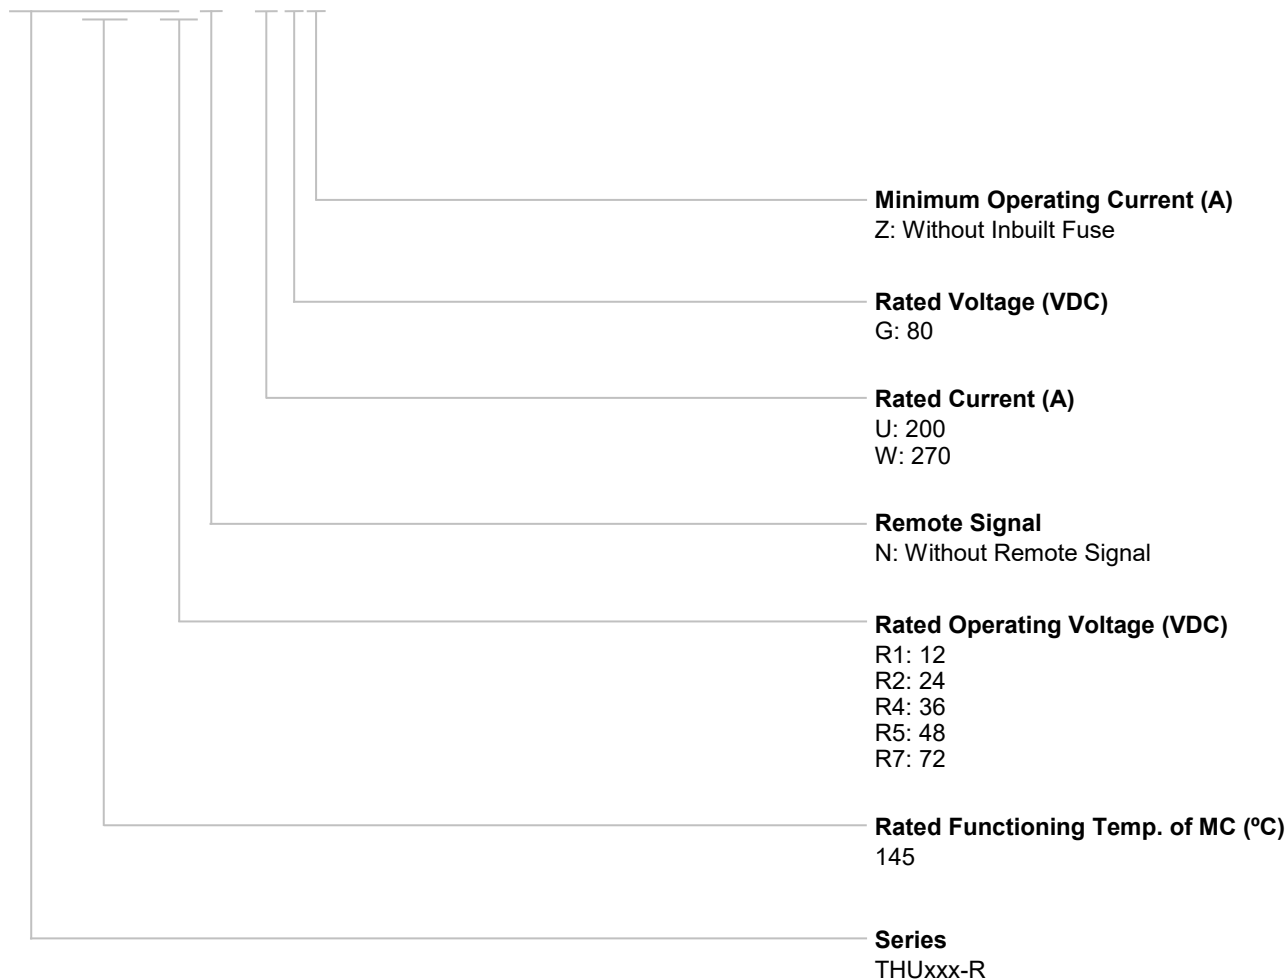 Minimum Operating Current (A)
Z: Without Inbuilt Fuse
Rated Voltage (VDC)
G: 80
Rated Current (A)
U: 200
W: 270
Remote Signal
N: Without Remote Signal
Rated Operating Voltage (VDC)
R1: 12
R2: 24
R4: 36
R5: 48
R7: 72
Rated Functioning Temp. of MC (ºC)
145
Series
THUxxx-R